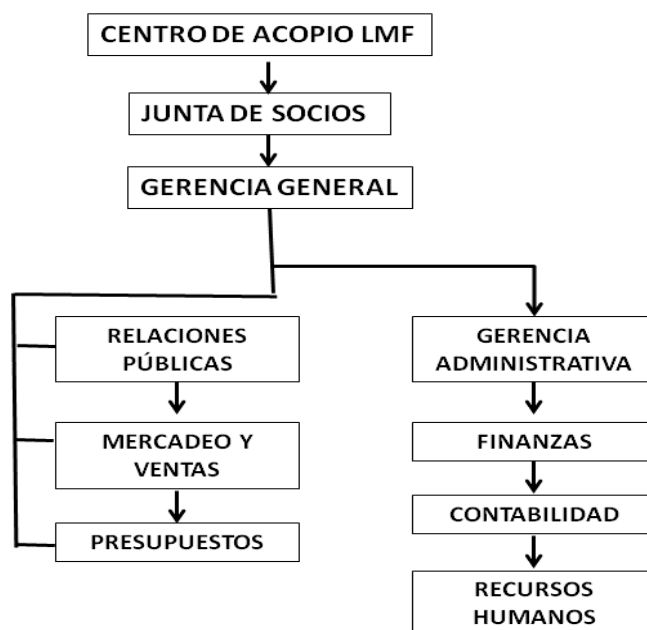 CENTRO DE ACOPIO LMF
JUNTA DE SOCIOS
GERENCIA GENERAL
RELACIONES
PÚBLICAS
MERCADEO Y
VENTAS
PRESUPUESTOS
GERENCIA
ADMINISTRATIVA
FINANZAS
CONTABILIDAD
RECURSOS
HUMANOS